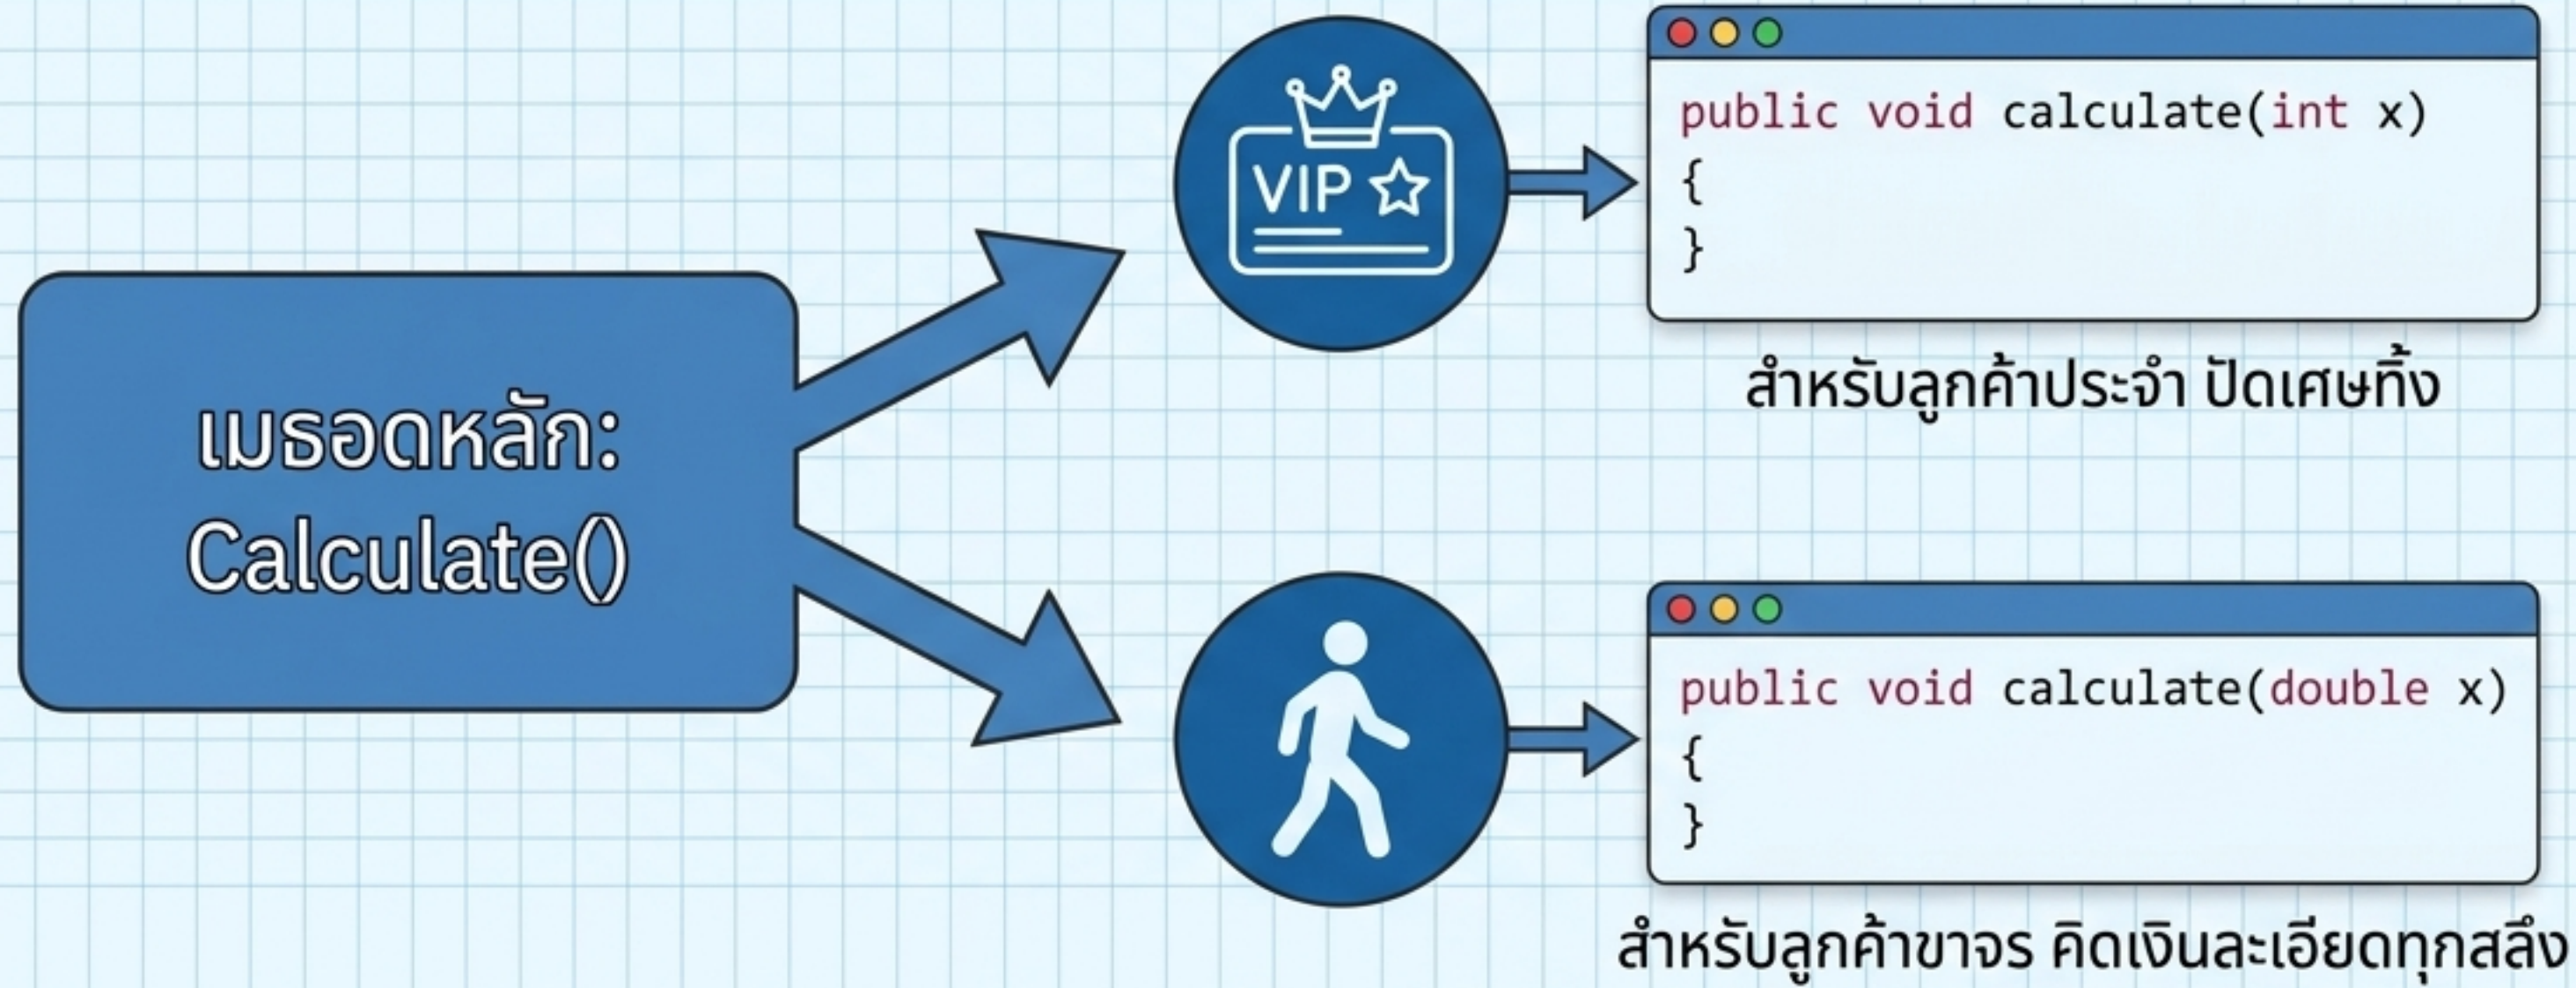 เมธอดหลัก:
Calculate()
VIP
public void calculate(int x)
{
}
สำหรับลูกค้าประจำ ปัดเศษทิ้ง
public void calculate(double x)
{
}
สำหรับลูกค้าขาจร คิดเงินละเอียดทุกสลึง